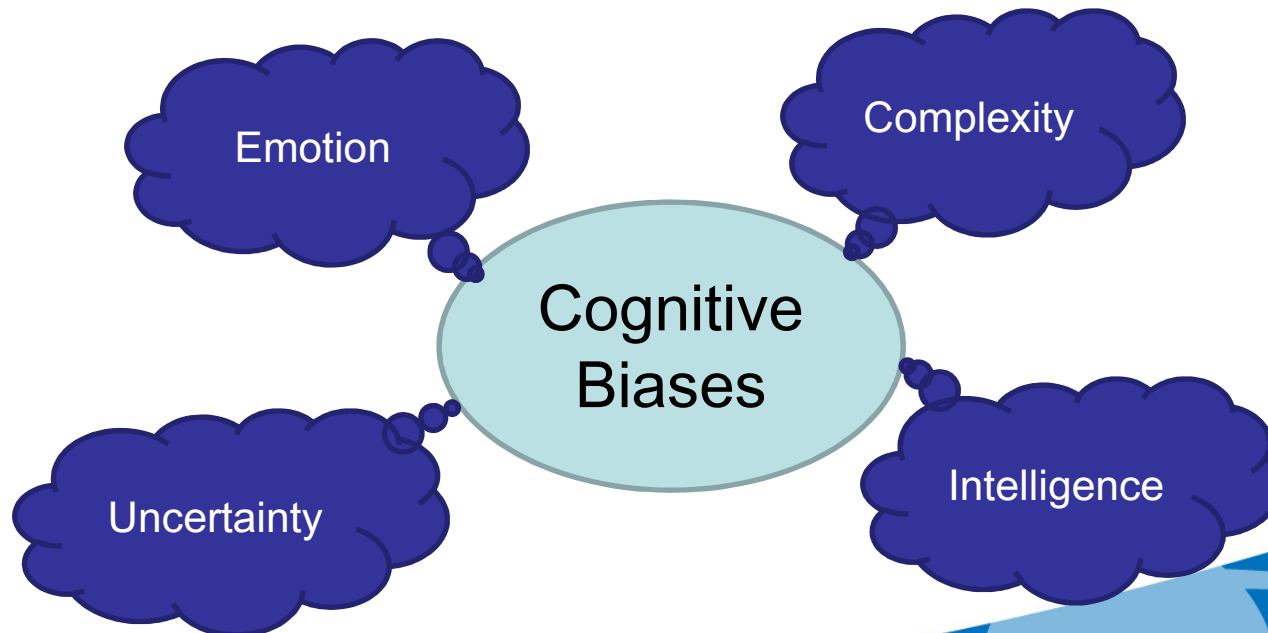 Emotion
Complexity
Cognitive
Biases
Uncertainty
Intelligence